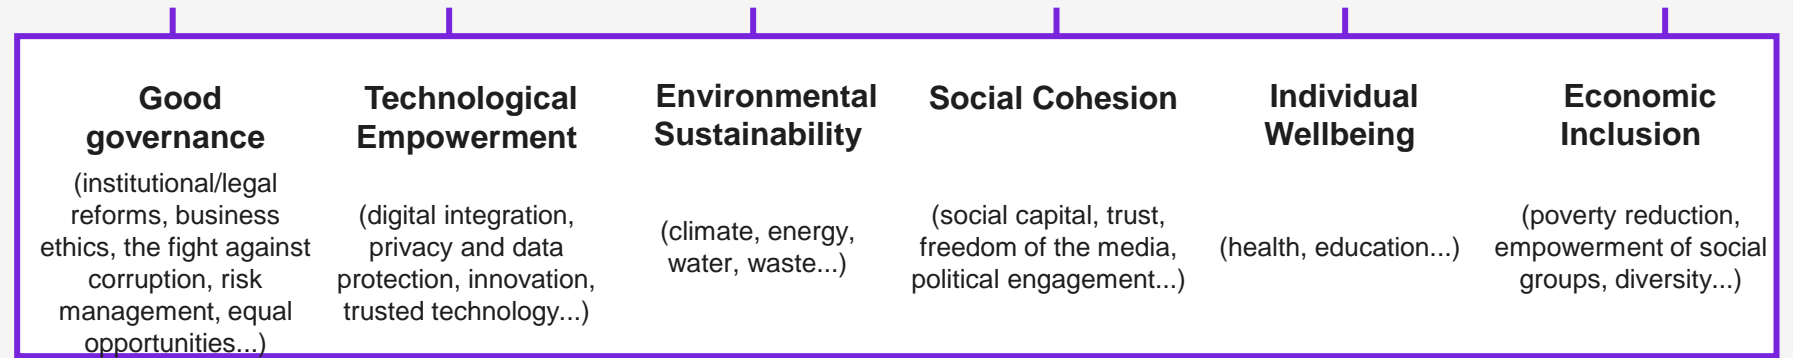 Good
governance
(institutional/legal
reforms, business
ethics, the fight against
corruption, risk
management, equal
opportunities...)
Technological
Empowerment
(digital integration,
privacy and data
protection, innovation,
trusted technology...)
Environmental
Sustainability
(climate, energy,
water, waste...)
Social Cohesion
(social capital, trust,
freedom of the media,
political engagement...)
Individual
Wellbeing
(health, education...)
Economic
Inclusion
(poverty reduction,
empowerment of social
groups, diversity...)